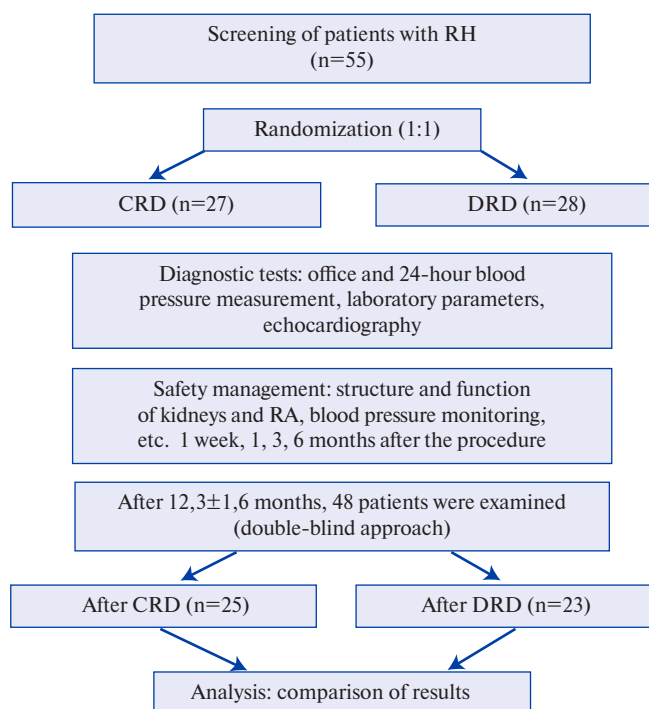 Screening of patients with RH
(n=55)
Randomization (1:1)
CRD (n=27)
DRD (n=28)
Diagnostic tests: office and 24-hour blood
pressure measurement, laboratory parameters,
echocardiography
Safety management: structure and function
of kidneys and RA, blood pressure monitoring,
etc. 1 week, 1, 3, 6 months after the procedure
After 12,3±1,6 months, 48 patients were examined
(double-blind approach)
After CRD (n=25)
After DRD (n=23)
Analysis: comparison of results